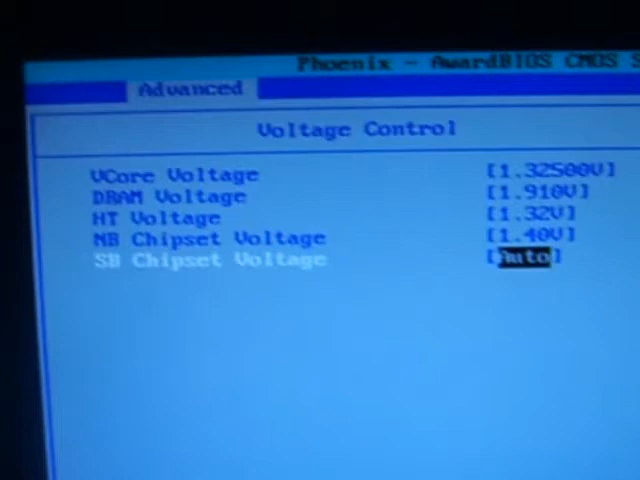 Phoenix - AwardBIOS CMOS S
Advanced
Voltage Control
VCore Voltage [1.32500V]
DRAM Voltage [1.910V]
HT Voltage [1.32V]
NB Chipset Voltage [1.40V]
SB Chipset Voltage [Auto]